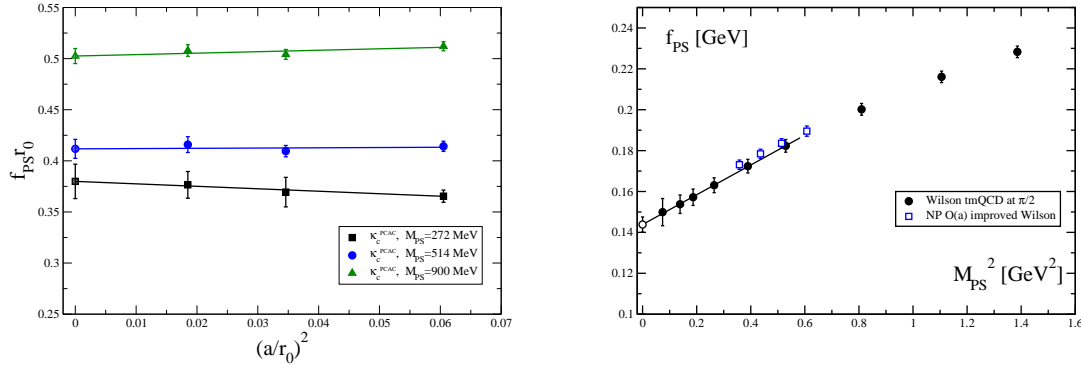 0.55
0.5
0.45
0.4
0.35
0.3
0.25
f_PS r_0
0 0.01 0.02 0.03 0.04 0.05 0.06 0.07
(a/r_0)^2
κ_c^PCAC, M_PS=272 MeV
κ_c^PCAC, M_PS=514 MeV
κ_c^PCAC, M_PS=900 MeV
f_PS [GeV]
0.24
0.22
0.2
0.18
0.16
0.14
0.12
0.1
Wilson tmQCD at π/2
NP O(a) improved Wilson
M_PS^2 [GeV^2]
0 0.2 0.4 0.6 0.8 1 1.2 1.4 1.6